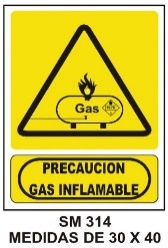 Gas
PRECAUCION
GAS INFLAMABLE
SM 314
MEDIDAS DE 30 X 40